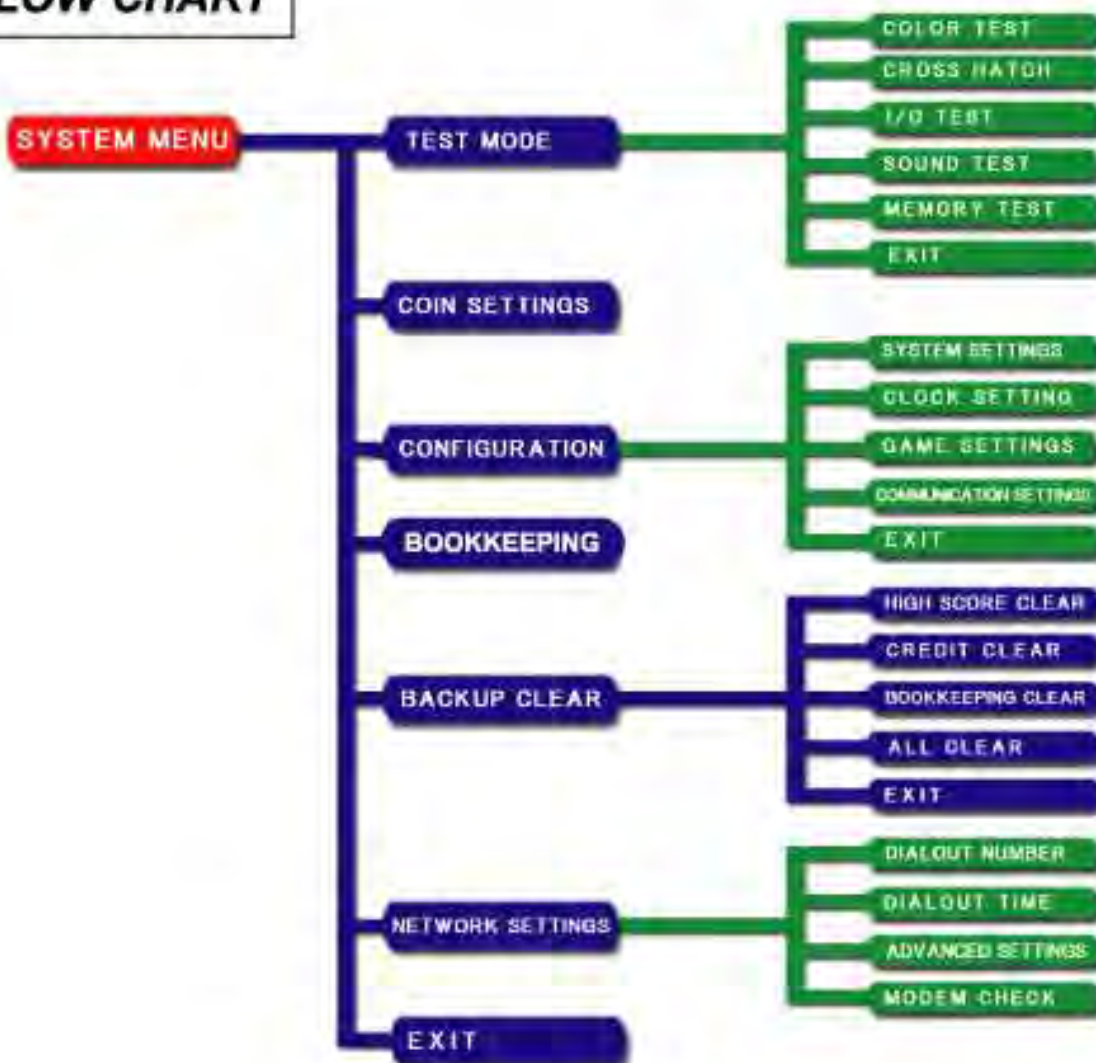 LOW CHART
SYSTEM MENU
TEST MODE
COLOR TEST
CROSS HATCH
I/O TEST
SOUND TEST
MEMORY TEST
EXIT
COIN SETTINGS
CONFIGURATION
SYSTEM SETTINGS
CLOCK SETTING
GAME SETTINGS
COMMUNICATION SETTINGS
EXIT
BOOKKEEPING
BACKUP CLEAR
HIGH SCORE CLEAR
CREDIT CLEAR
BOOKKEEPING CLEAR
ALL CLEAR
EXIT
NETWORK SETTINGS
DIALOUT NUMBER
DIALOUT TIME
ADVANCED SETTINGS
MODEM CHECK
EXIT